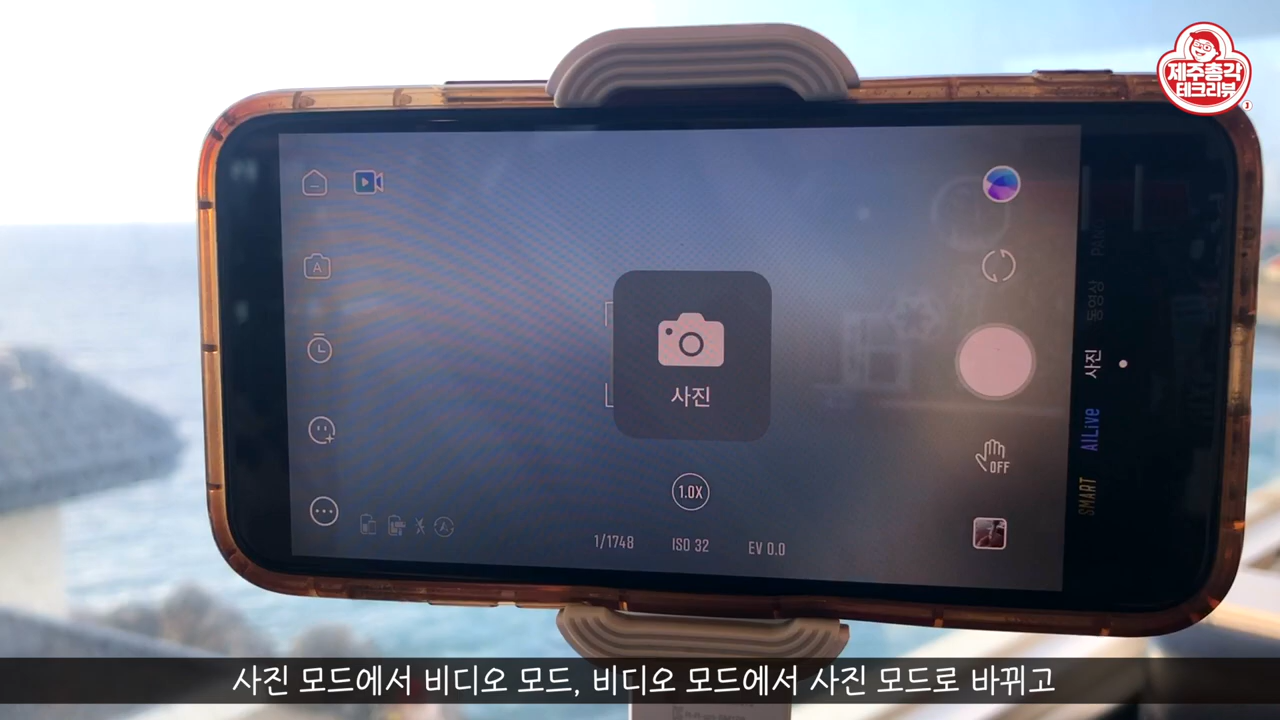 제주총각
테크리뷰
A
사진
1.0X
1/1748
ISO 32
EV 0.0
OFF
PAN
동영상
사진
AILive
SMART
사진 모드에서 비디오 모드, 비디오 모드에서 사진 모드로 바뀌고